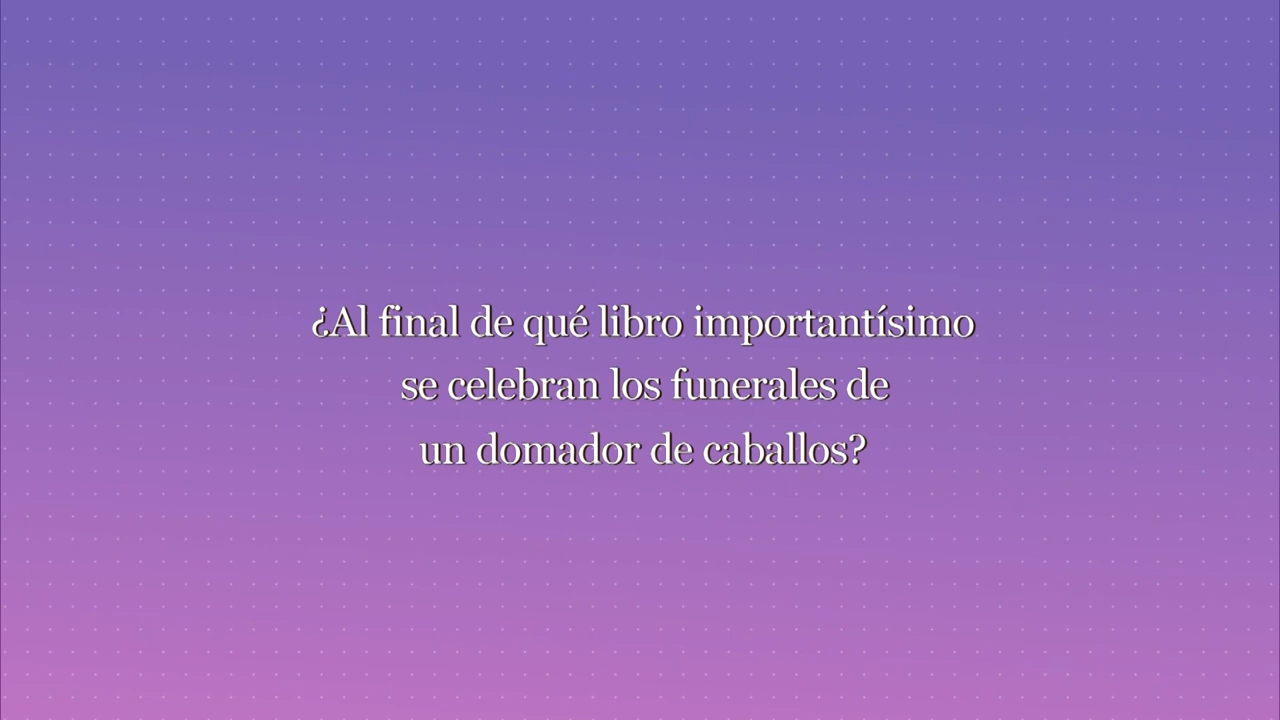 ¿Al final de qué libro importantísimo
se celebran los funerales de
un domador de caballos?